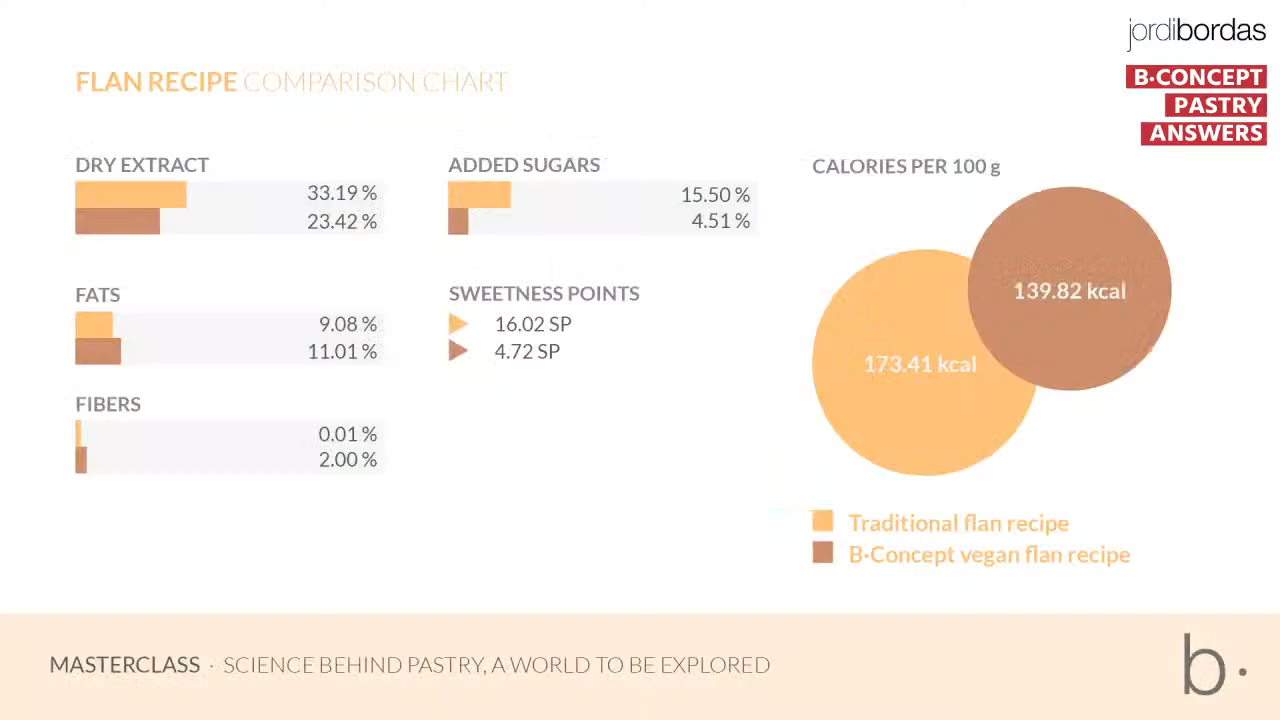 jordibordas
B·CONCEPT
PASTRY
ANSWERS
FLAN RECIPE COMPARISON CHART
DRY EXTRACT
33.19 %
23.42 %
FATS
9.08 %
11.01 %
FIBERS
0.01 %
2.00 %
ADDED SUGARS
15.50 %
4.51 %
SWEETNESS POINTS
16.02 SP
4.72 SP
CALORIES PER 100 g
139.82 kcal
173.41 kcal
Traditional flan recipe
B·Concept vegan flan recipe
MASTERCLASS · SCIENCE BEHIND PASTRY, A WORLD TO BE EXPLORED
b·